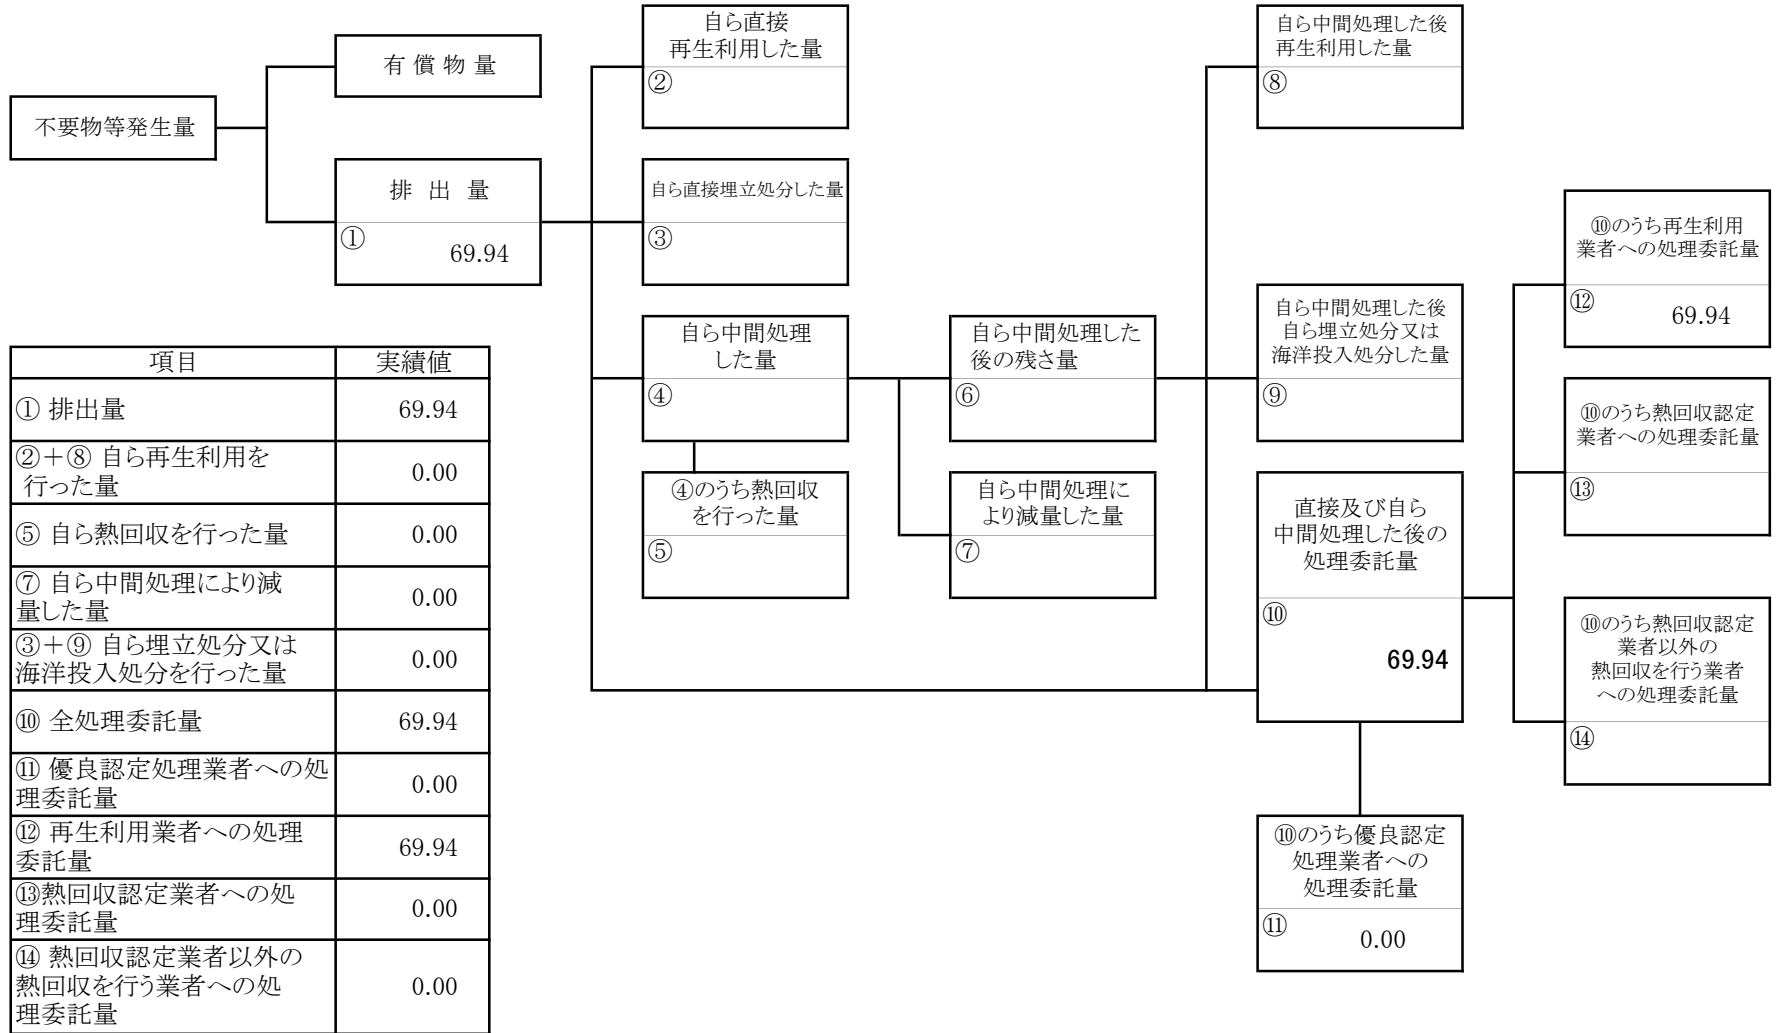 不要物等発生量
有償物量
排出量
①
69.94
自ら直接
再生利用した量
②
自ら直接埋立処分した量
③
自ら中間処理
した量
④
④のうち熱回収
を行った量
⑤
自ら中間処理した
後の残さ量
⑥
自ら中間処理に
より減量した量
⑦
自ら中間処理した後
再生利用した量
⑧
自ら中間処理した後
自ら埋立処分又は
海洋投入処分した量
⑨
直接及び自ら
中間処理した後の
処理委託量
⑩
69.94
⑩のうち優良認定
処理業者への
処理委託量
⑪
0.00
⑩のうち再生利用
業者への処理委託量
⑫
69.94
⑩のうち熱回収認定
業者への処理委託量
⑬
⑩のうち熱回収認定
業者以外の
熱回収を行う業者
への処理委託量
⑭
項目 実績値
① 排出量 69.94
②+⑧ 自ら再生利用を
行った量 0.00
⑤ 自ら熱回収を行った量 0.00
⑦ 自ら中間処理により減
量した量 0.00
③+⑨ 自ら埋立処分又は
海洋投入処分を行った量 0.00
⑩ 全処理委託量 69.94
⑪ 優良認定処理業者への処
理委託量 0.00
⑫ 再生利用業者への処理
委託量 69.94
⑬熱回収認定業者への処
理委託量 0.00
⑭ 熱回収認定業者以外の
熱回収を行う業者への処
理委託量 0.00